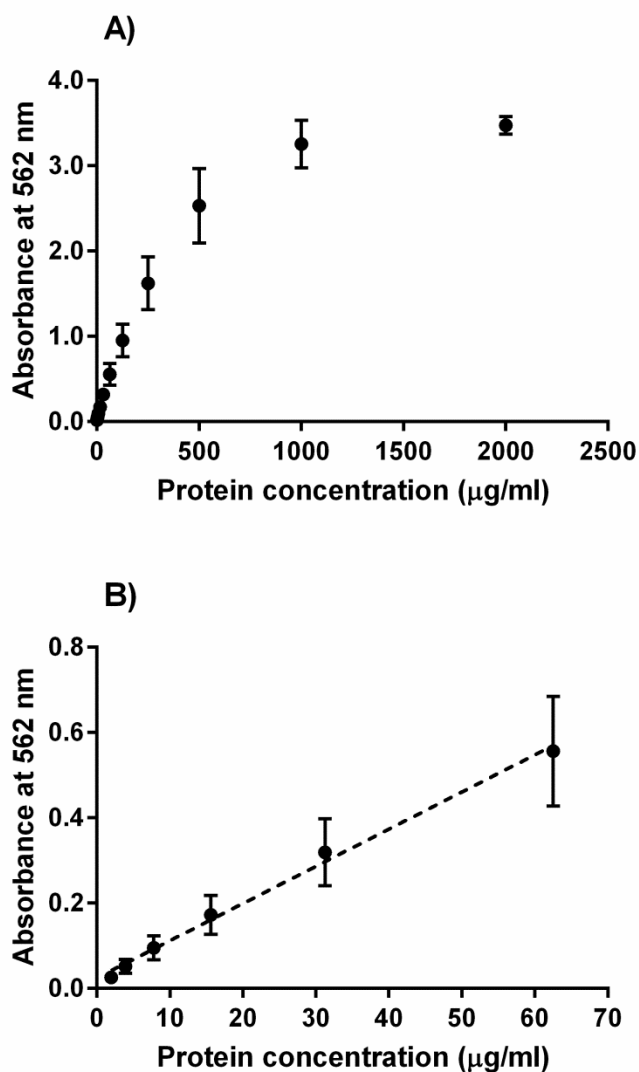 A)
Absorbance at 562 nm
4.0
3.0
2.0
1.0
0.0
0 500 1000 1500 2000 2500
Protein concentration (μg/ml)
B)
Absorbance at 562 nm
0.8
0.6
0.4
0.2
0.0
0 10 20 30 40 50 60 70
Protein concentration (μg/ml)